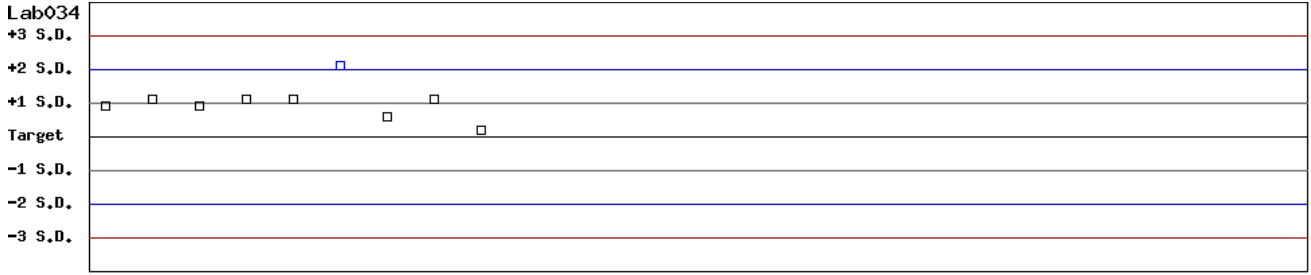 Lab034
+3 S.D.
+2 S.D.
+1 S.D.
Target
-1 S.D.
-2 S.D.
-3 S.D.